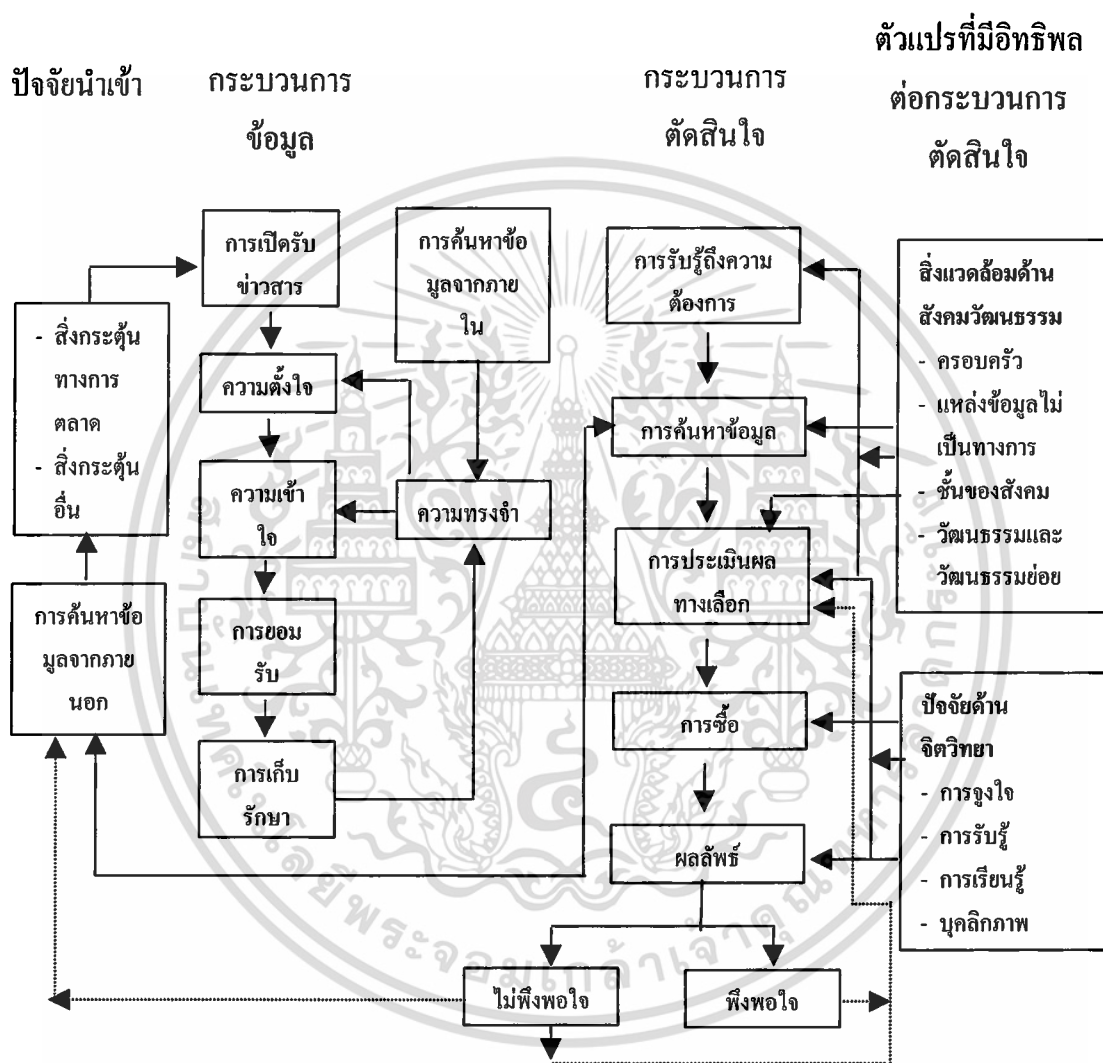 ปัจจัยนำเข้า
กระบวนการ
ข้อมูล
กระบวนการ
ตัดสินใจ
ตัวแปรที่มีอิทธิพล
ต่อกระบวนการ
ตัดสินใจ
- สิ่งกระตุ้น
ทางการ
ตลาด
- สิ่งกระตุ้น
อื่น
การค้นหาข้อ
มูลจากภาย
นอก
การเปิดรับ
ข่าวสาร
ความตั้งใจ
ความเข้า
ใจ
การยอม
รับ
การเก็บ
รักษา
การค้นหาข้อ
มูลจากภาย
ใน
ความทรงจำ
การรับรู้ถึงความ
ต้องการ
การค้นหาข้อมูล
การประเมินผล
ทางเลือก
การซื้อ
ผลลัพธ์
ไม่พึงพอใจ
พึงพอใจ
สิ่งแวดล้อมด้าน
สังคมวัฒนธรรม
- ครอบครัว
- แหล่งข้อมูลไม่
เป็นทางการ
- ชั้นของสังคม
- วัฒนธรรมและ
วัฒนธรรมย่อย
ปัจจัยด้าน
จิตวิทยา
- การจูงใจ
- การรับรู้
- การเรียนรู้
- บุคลิกภาพ